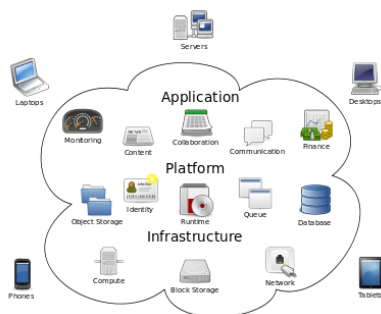 Servers
Laptops
Desktops
Application
Monitoring
Content
Collaboration
Communication
Finance
Platform
Object Storage
Identity
Runtime
Queue
Database
Infrastructure
Compute
Block Storage
Network
Phones
Tablets